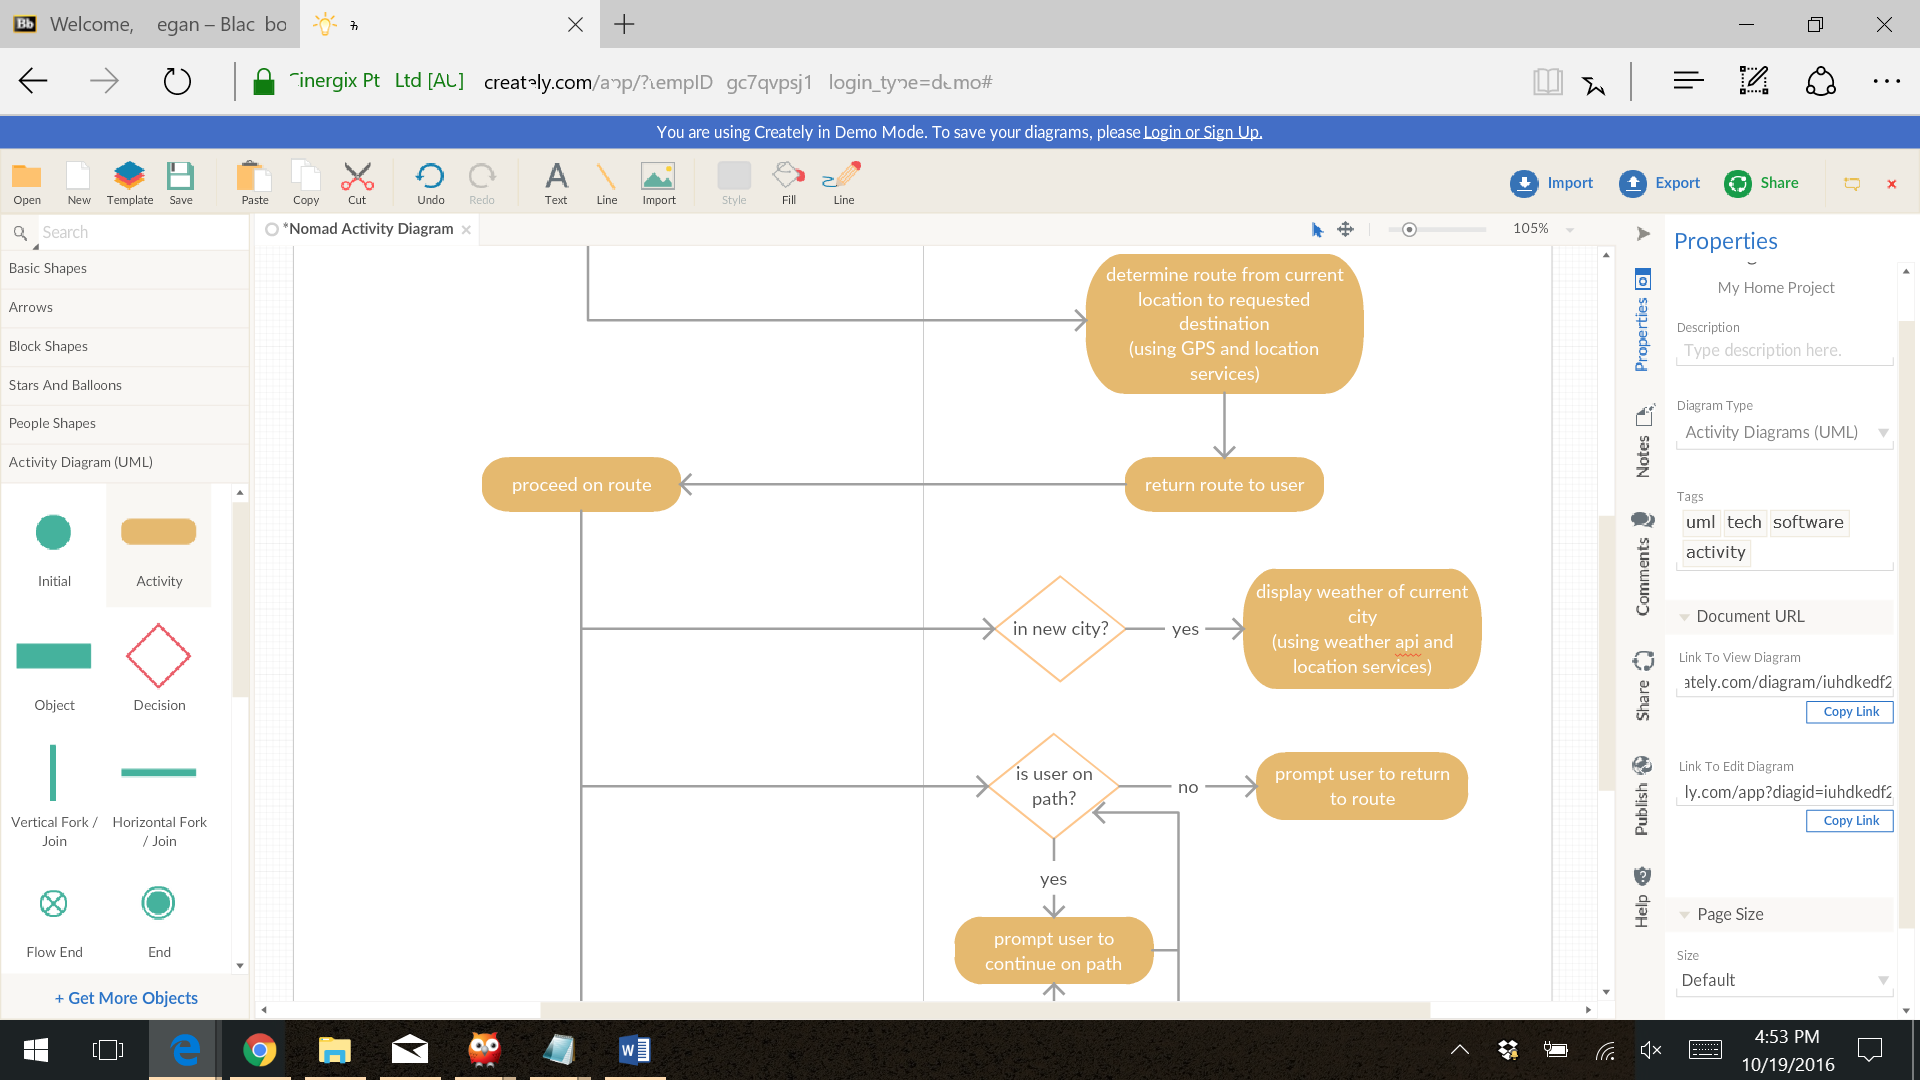 Welcome, egan – Blac bo
inergix Pt Ltd [AU] creately.com/app/?tempID gc7qvpsj1 login_type=demo#
You are using Creately in Demo Mode. To save your diagrams, please Login or Sign Up.
Open New Template Save Paste Copy Cut Undo Redo Text Line Import Style Fill Line
Import Export Share
Search
*Nomad Activity Diagram
105%
Basic Shapes
Arrows
Block Shapes
Stars And Balloons
People Shapes
Activity Diagram (UML)
Initial Activity
Object Decision
Vertical Fork / Join
Horizontal Fork / Join
Flow End End
+ Get More Objects
determine route from current
location to requested
destination
(using GPS and location
services)
proceed on route
return route to user
in new city?
yes
display weather of current
city
(using weather api and
location services)
is user on
path?
no
prompt user to return
to route
yes
prompt user to
continue on path
Properties
Notes
Comments
Share
Publish
Help
Properties
My Home Project
Description
Type description here.
Diagram Type
Activity Diagrams (UML)
Tags
uml tech software
activity
Document URL
Link To View Diagram
ately.com/diagram/iuhdkedf2
Copy Link
Link To Edit Diagram
ly.com/app?diagid=iuhdkedf2
Copy Link
Page Size
Size
Default
4:53 PM
10/19/2016